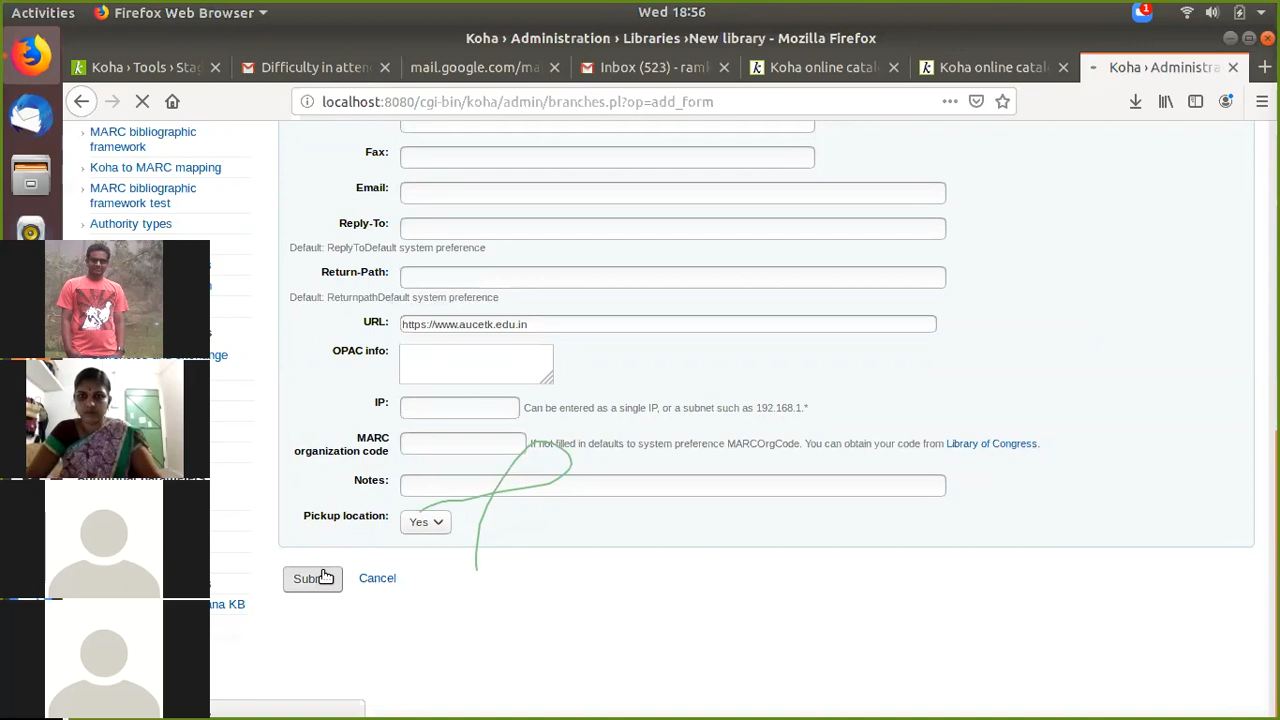 Activities Firefox Web Browser Wed 18:56 1
Koha › Administration › Libraries ›New library - Mozilla Firefox
Koha › Tools › Sta Difficulty in atten mail.google.com/ma Inbox (523) - raml Koha online catal Koha online catal Koha › Administra
localhost:8080/cgi-bin/koha/admin/branches.pl?op=add_form
MARC bibliographic
framework
Koha to MARC mapping
MARC bibliographic
framework test
Authority types
Fax:
Email:
Reply-To:
Default: ReplyToDefault system preference
Return-Path:
Default: ReturnpathDefault system preference
URL: https://www.aucetk.edu.in
OPAC info:
IP: Can be entered as a single IP, or a subnet such as 192.168.1.*
MARC
organization code
If not filled in defaults to system preference MARCOrgCode. You can obtain your code from Library of Congress.
Notes:
Pickup location: Yes
Submit Cancel
ana KB